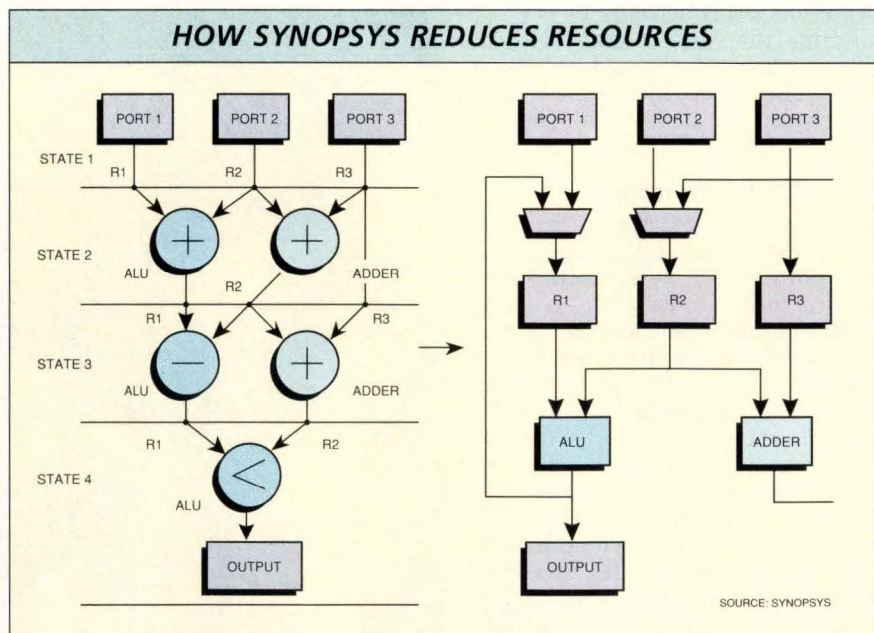 HOW SYNOPSYS REDUCES RESOURCES
PORT 1
PORT 2
PORT 3
STATE 1
R1
R2
R3
+
+
STATE 2
ALU
R2
ADDER
R1
R3
−
+
STATE 3
ALU
ADDER
R1
R2
<
STATE 4
ALU
OUTPUT
PORT 1
PORT 2
PORT 3
R1
R2
R3
ALU
ADDER
OUTPUT
SOURCE: SYNOPSYS